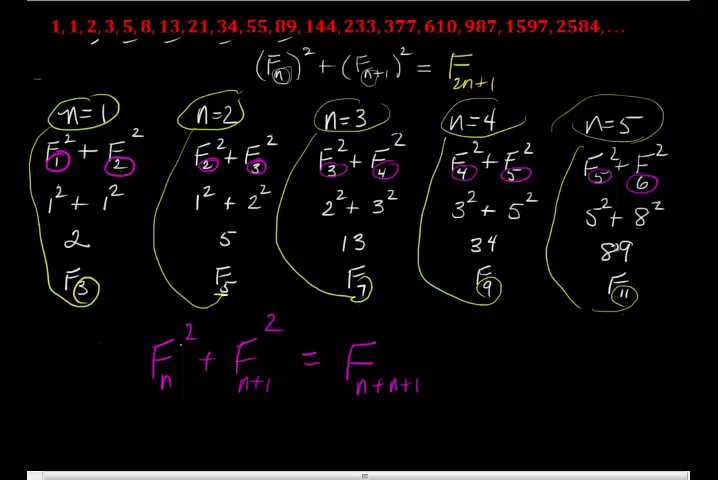 1, 1, 2, 3, 5, 8, 13, 21, 34, 55, 89, 144, 233, 377, 610, 987, 1597, 2584, ...
(Fₙ)² + (Fₙ₊₁)² = F₂ₙ₊₁
n=1 n=2 n=3 n=4 n=5
F₁² + F₂² F₂² + F₃² F₃² + F₄² F₄² + F₅² F₅² + F₆²
1² + 1² 1² + 2² 2² + 3² 3² + 5² 5² + 8²
2 5 13 34 89
F₃ F₅ F₇ F₉ F₁₁
Fₙ² + Fₙ₊₁² = Fₙ₊ₙ₊₁